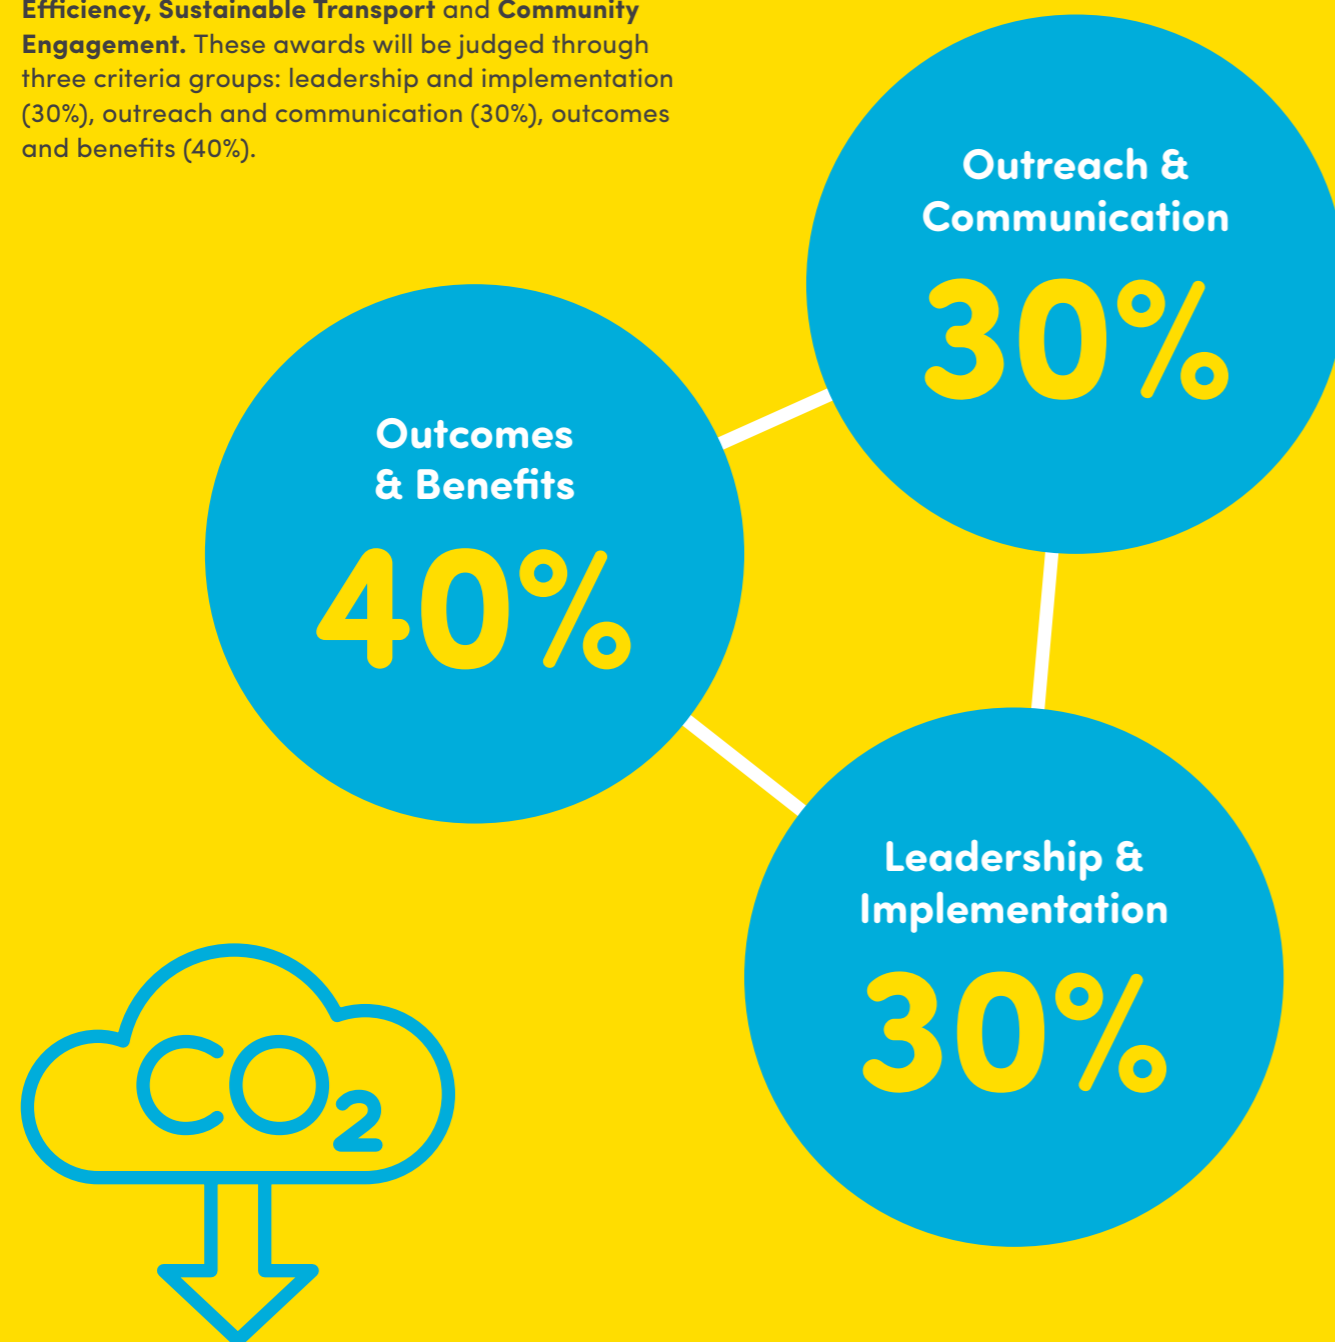 Efficiency, Sustainable Transport and Community
Engagement. These awards will be judged through
three criteria groups: leadership and implementation
(30%), outreach and communication (30%), outcomes
and benefits (40%).
Outreach &
Communication
30%
Outcomes
& Benefits
40%
Leadership &
Implementation
30%
CO₂